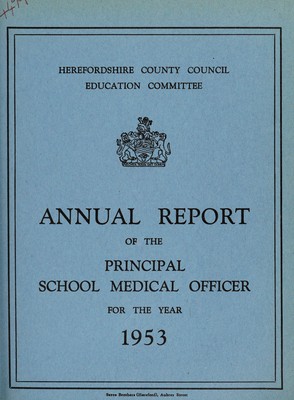 HEREFORDSHIRE COUNTY COUNCIL
EDUCATION COMMITTEE
ANNUAL REPORT
OF THE
PRINCIPAL
SCHOOL MEDICAL OFFICER
FOR THE YEAR
1953